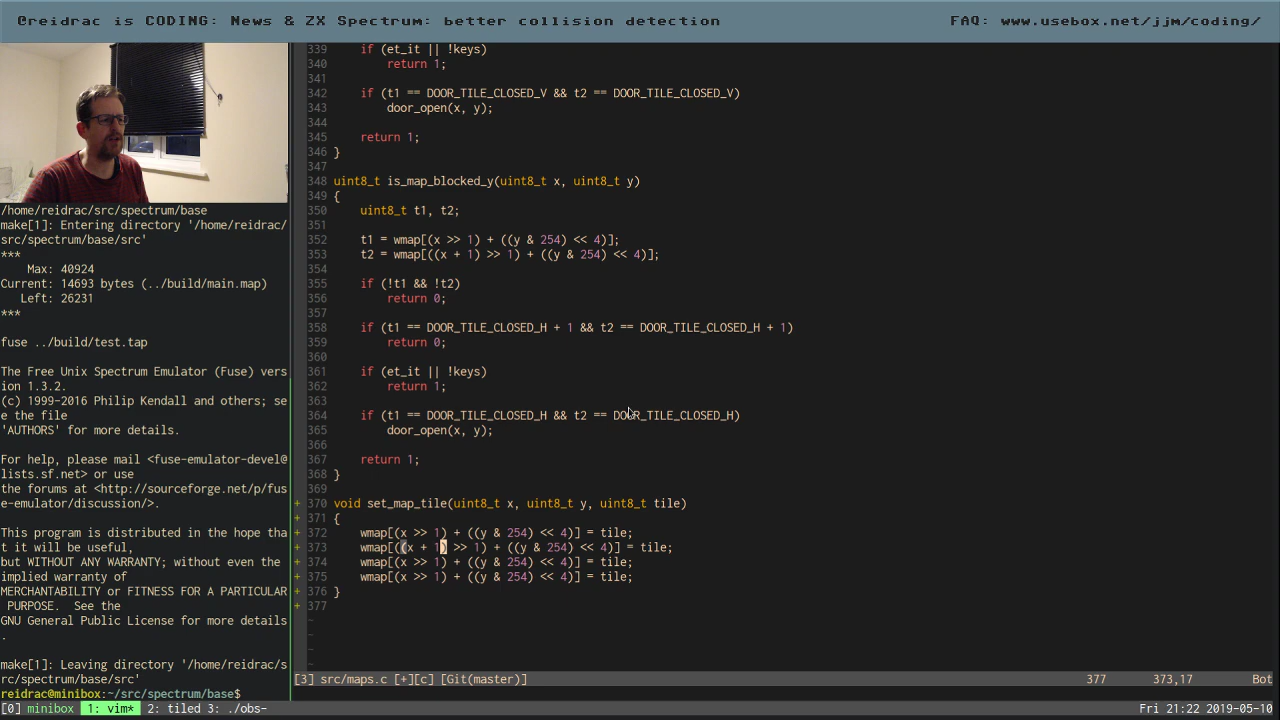 @reidrac is CODING: News & ZX Spectrum: better collision detection
FAQ: www.usebox.net/jjm/coding/
/home/reidrac/src/spectrum/base
make[1]: Entering directory '/home/reidrac/
src/spectrum/base/src'
***
Max: 40924
Current: 14693 bytes (../build/main.map)
Left: 26231
***
fuse ../build/test.tap
The Free Unix Spectrum Emulator (Fuse) vers
ion 1.3.2.
(c) 1999-2016 Philip Kendall and others; se
e the file
'AUTHORS' for more details.
For help, please mail <fuse-emulator-devel@
lists.sf.net> or use
the forums at <http://sourceforge.net/p/fus
e-emulator/discussion/>.
This program is distributed in the hope tha
t it will be useful,
but WITHOUT ANY WARRANTY; without even the
implied warranty of
MERCHANTABILITY or FITNESS FOR A PARTICULAR
PURPOSE.  See the
GNU General Public License for more details
.
make[1]: Leaving directory '/home/reidrac/s
rc/spectrum/base/src'
reidrac@minibox:~/src/spectrum/base$
339     if (et_it || !keys)
340         return 1;
341
342     if (t1 == DOOR_TILE_CLOSED_V && t2 == DOOR_TILE_CLOSED_V)
343         door_open(x, y);
344
345     return 1;
346 }
347
348 uint8_t is_map_blocked_y(uint8_t x, uint8_t y)
349 {
350     uint8_t t1, t2;
351
352     t1 = wmap[(x >> 1) + ((y & 254) << 4)];
353     t2 = wmap[((x + 1) >> 1) + ((y & 254) << 4)];
354
355     if (!t1 && !t2)
356         return 0;
357
358     if (t1 == DOOR_TILE_CLOSED_H + 1 && t2 == DOOR_TILE_CLOSED_H + 1)
359         return 0;
360
361     if (et_it || !keys)
362         return 1;
363
364     if (t1 == DOOR_TILE_CLOSED_H && t2 == DOOR_TILE_CLOSED_H)
365         door_open(x, y);
366
367     return 1;
368 }
369
+ 370 void set_map_tile(uint8_t x, uint8_t y, uint8_t tile)
+ 371 {
+ 372     wmap[(x >> 1) + ((y & 254) << 4)] = tile;
+ 373     wmap[((x + 1) >> 1) + ((y & 254) << 4)] = tile;
+ 374     wmap[(x >> 1) + ((y & 254) << 4)] = tile;
+ 375     wmap[(x >> 1) + ((y & 254) << 4)] = tile;
+ 376 }
+ 377
~
~
~
~
[3] src/maps.c [+][c] [Git(master)] 377 373,17 Bot
[0] minibox 1: vim* 2: tiled 3: ./obs- Fri 21:22 2019-05-10